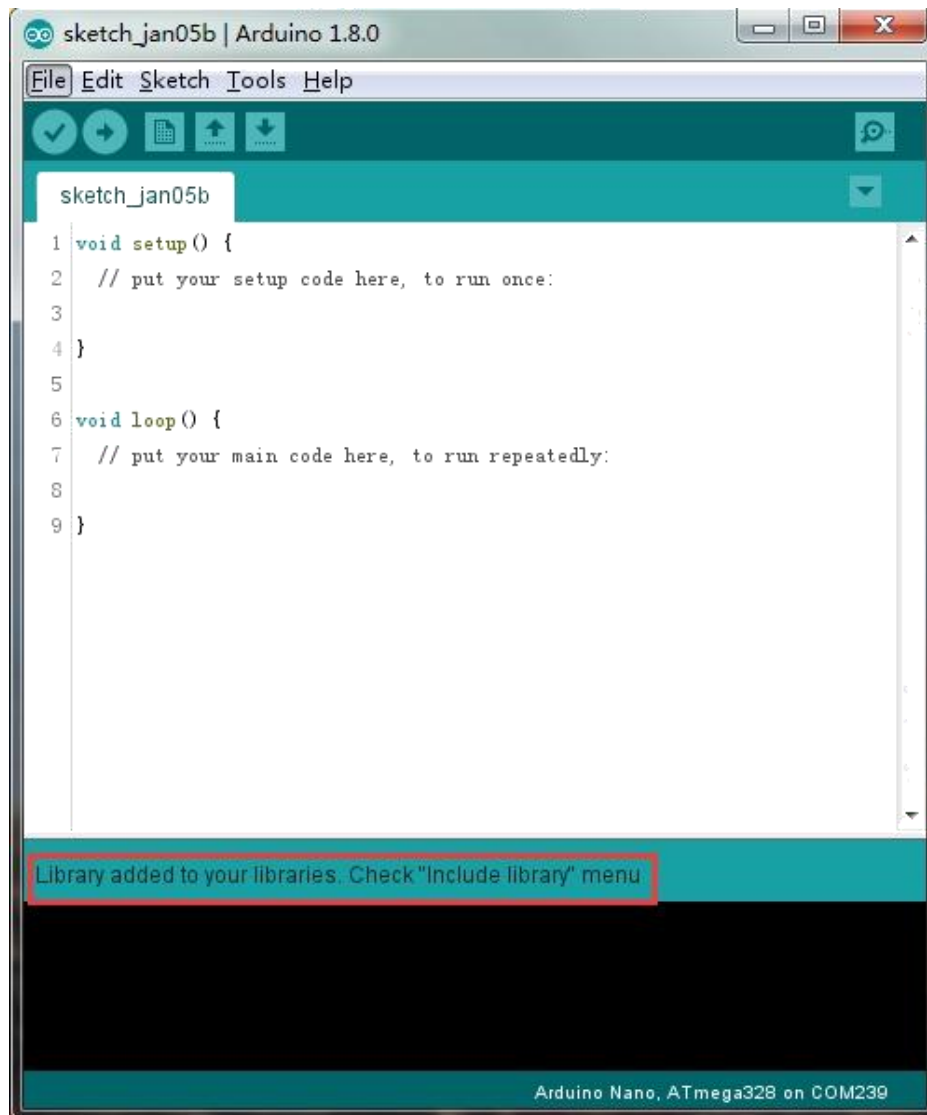 sketch_jan05b | Arduino 1.8.0
File Edit Sketch Tools Help
sketch_jan05b
1 void setup() {
2 // put your setup code here, to run once:
3
4 }
5
6 void loop() {
7 // put your main code here, to run repeatedly:
8
9 }
Library added to your libraries. Check "Include library" menu
Arduino Nano, ATmega328 on COM239